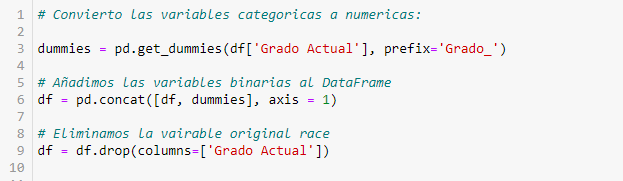 1 # Convierto las variables categoricas a numericas:
2
3 dummies = pd.get_dummies(df['Grado Actual'], prefix='Grado_')
4
5 # Añadimos las variables binarias al DataFrame
6 df = pd.concat([df, dummies], axis = 1)
7
8 # Eliminamos la vairable original race
9 df = df.drop(columns=['Grado Actual'])
10